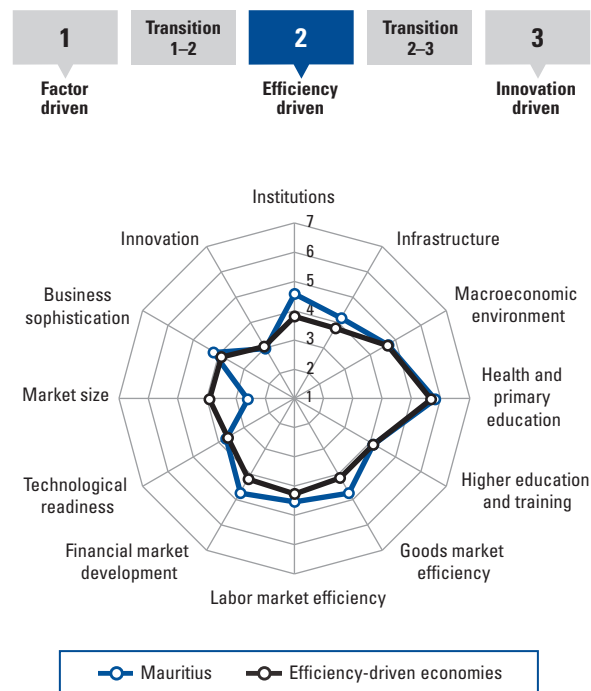 1
Transition
1–2
2
Transition
2–3
3
Factor
driven
Efficiency
driven
Innovation
driven
Institutions
7
Innovation
Infrastructure
6
5
Business
sophistication
Macroeconomic
environment
4
3
Market size
2
1
Health and
primary
education
Technological
readiness
Higher education
and training
Financial market
development
Goods market
efficiency
Labor market efficiency
Mauritius
Efficiency-driven economies